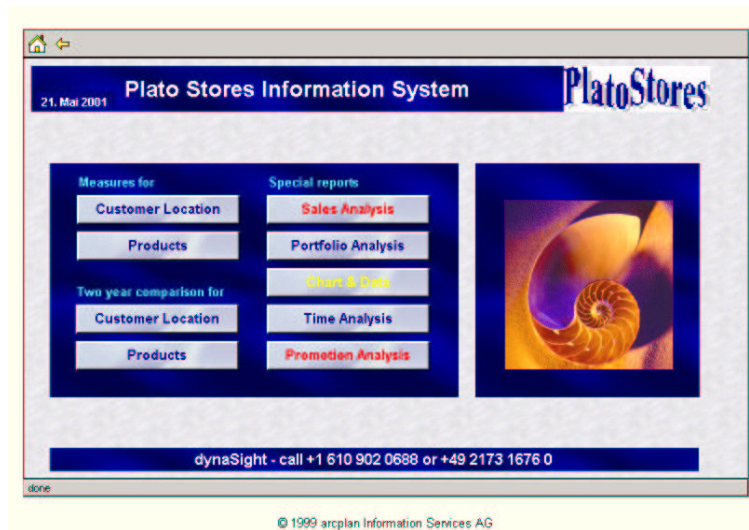 21. Mai 2001
Plato Stores Information System
PlatoStores
Measures for
Customer Location
Products
Two year comparison for
Customer Location
Products
Special reports
Sales Analysis
Portfolio Analysis
Chart & Data
Time Analysis
Promotion Analysis
dynaSight - call +1 610 902 0688 or +49 2173 1676 0
done
© 1999 arcplan Information Services AG